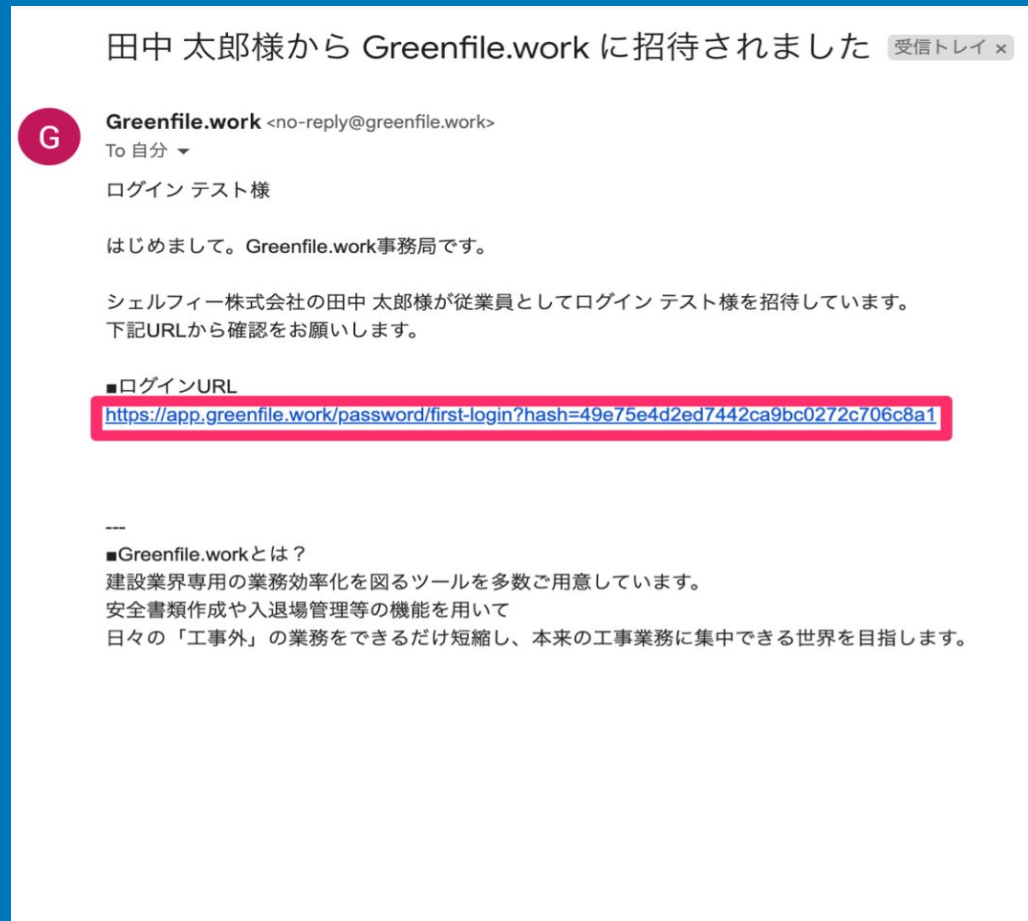 田中 太郎様から Greenfile.work に招待されました 受信トレイ ×
G
Greenfile.work <no-reply@greenfile.work>
To 自分
ログイン テスト様
はじめまして。Greenfile.work事務局です。
シェルフィー株式会社の田中 太郎様が従業員としてログイン テスト様を招待しています。
下記URLから確認をお願いします。
■ログインURL
https://app.greenfile.work/password/first-login?hash=49e75e4d2ed7442ca9bc0272c706c8a1
---
■Greenfile.workとは？
建設業界専用の業務効率化を図るツールを多数ご用意しています。
安全書類作成や入退場管理等の機能を用いて
日々の「工事外」の業務をできるだけ短縮し、本来の工事業務に集中できる世界を目指します。